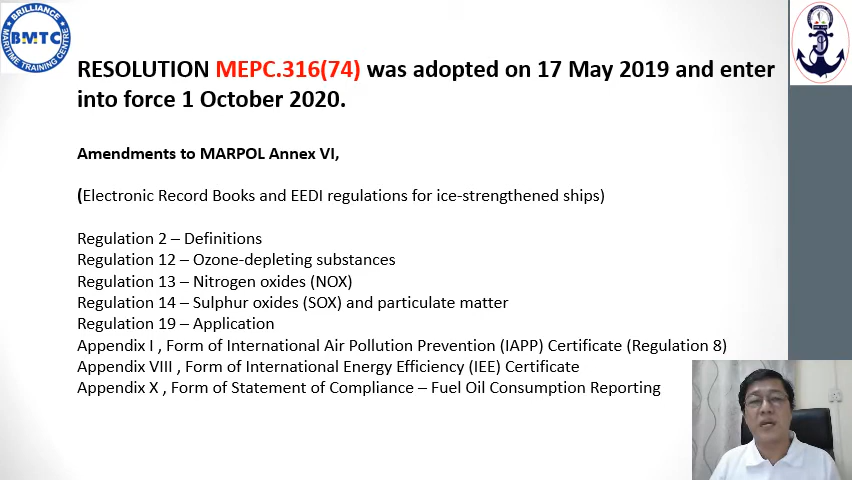 BRILLIANCE
BMTC
MARITIME TRAINING CENTRE
RESOLUTION MEPC.316(74) was adopted on 17 May 2019 and enter
into force 1 October 2020.
Amendments to MARPOL Annex VI,
(Electronic Record Books and EEDI regulations for ice-strengthened ships)
Regulation 2 – Definitions
Regulation 12 – Ozone-depleting substances
Regulation 13 – Nitrogen oxides (NOX)
Regulation 14 – Sulphur oxides (SOX) and particulate matter
Regulation 19 – Application
Appendix I , Form of International Air Pollution Prevention (IAPP) Certificate (Regulation 8)
Appendix VIII , Form of International Energy Efficiency (IEE) Certificate
Appendix X , Form of Statement of Compliance – Fuel Oil Consumption Reporting